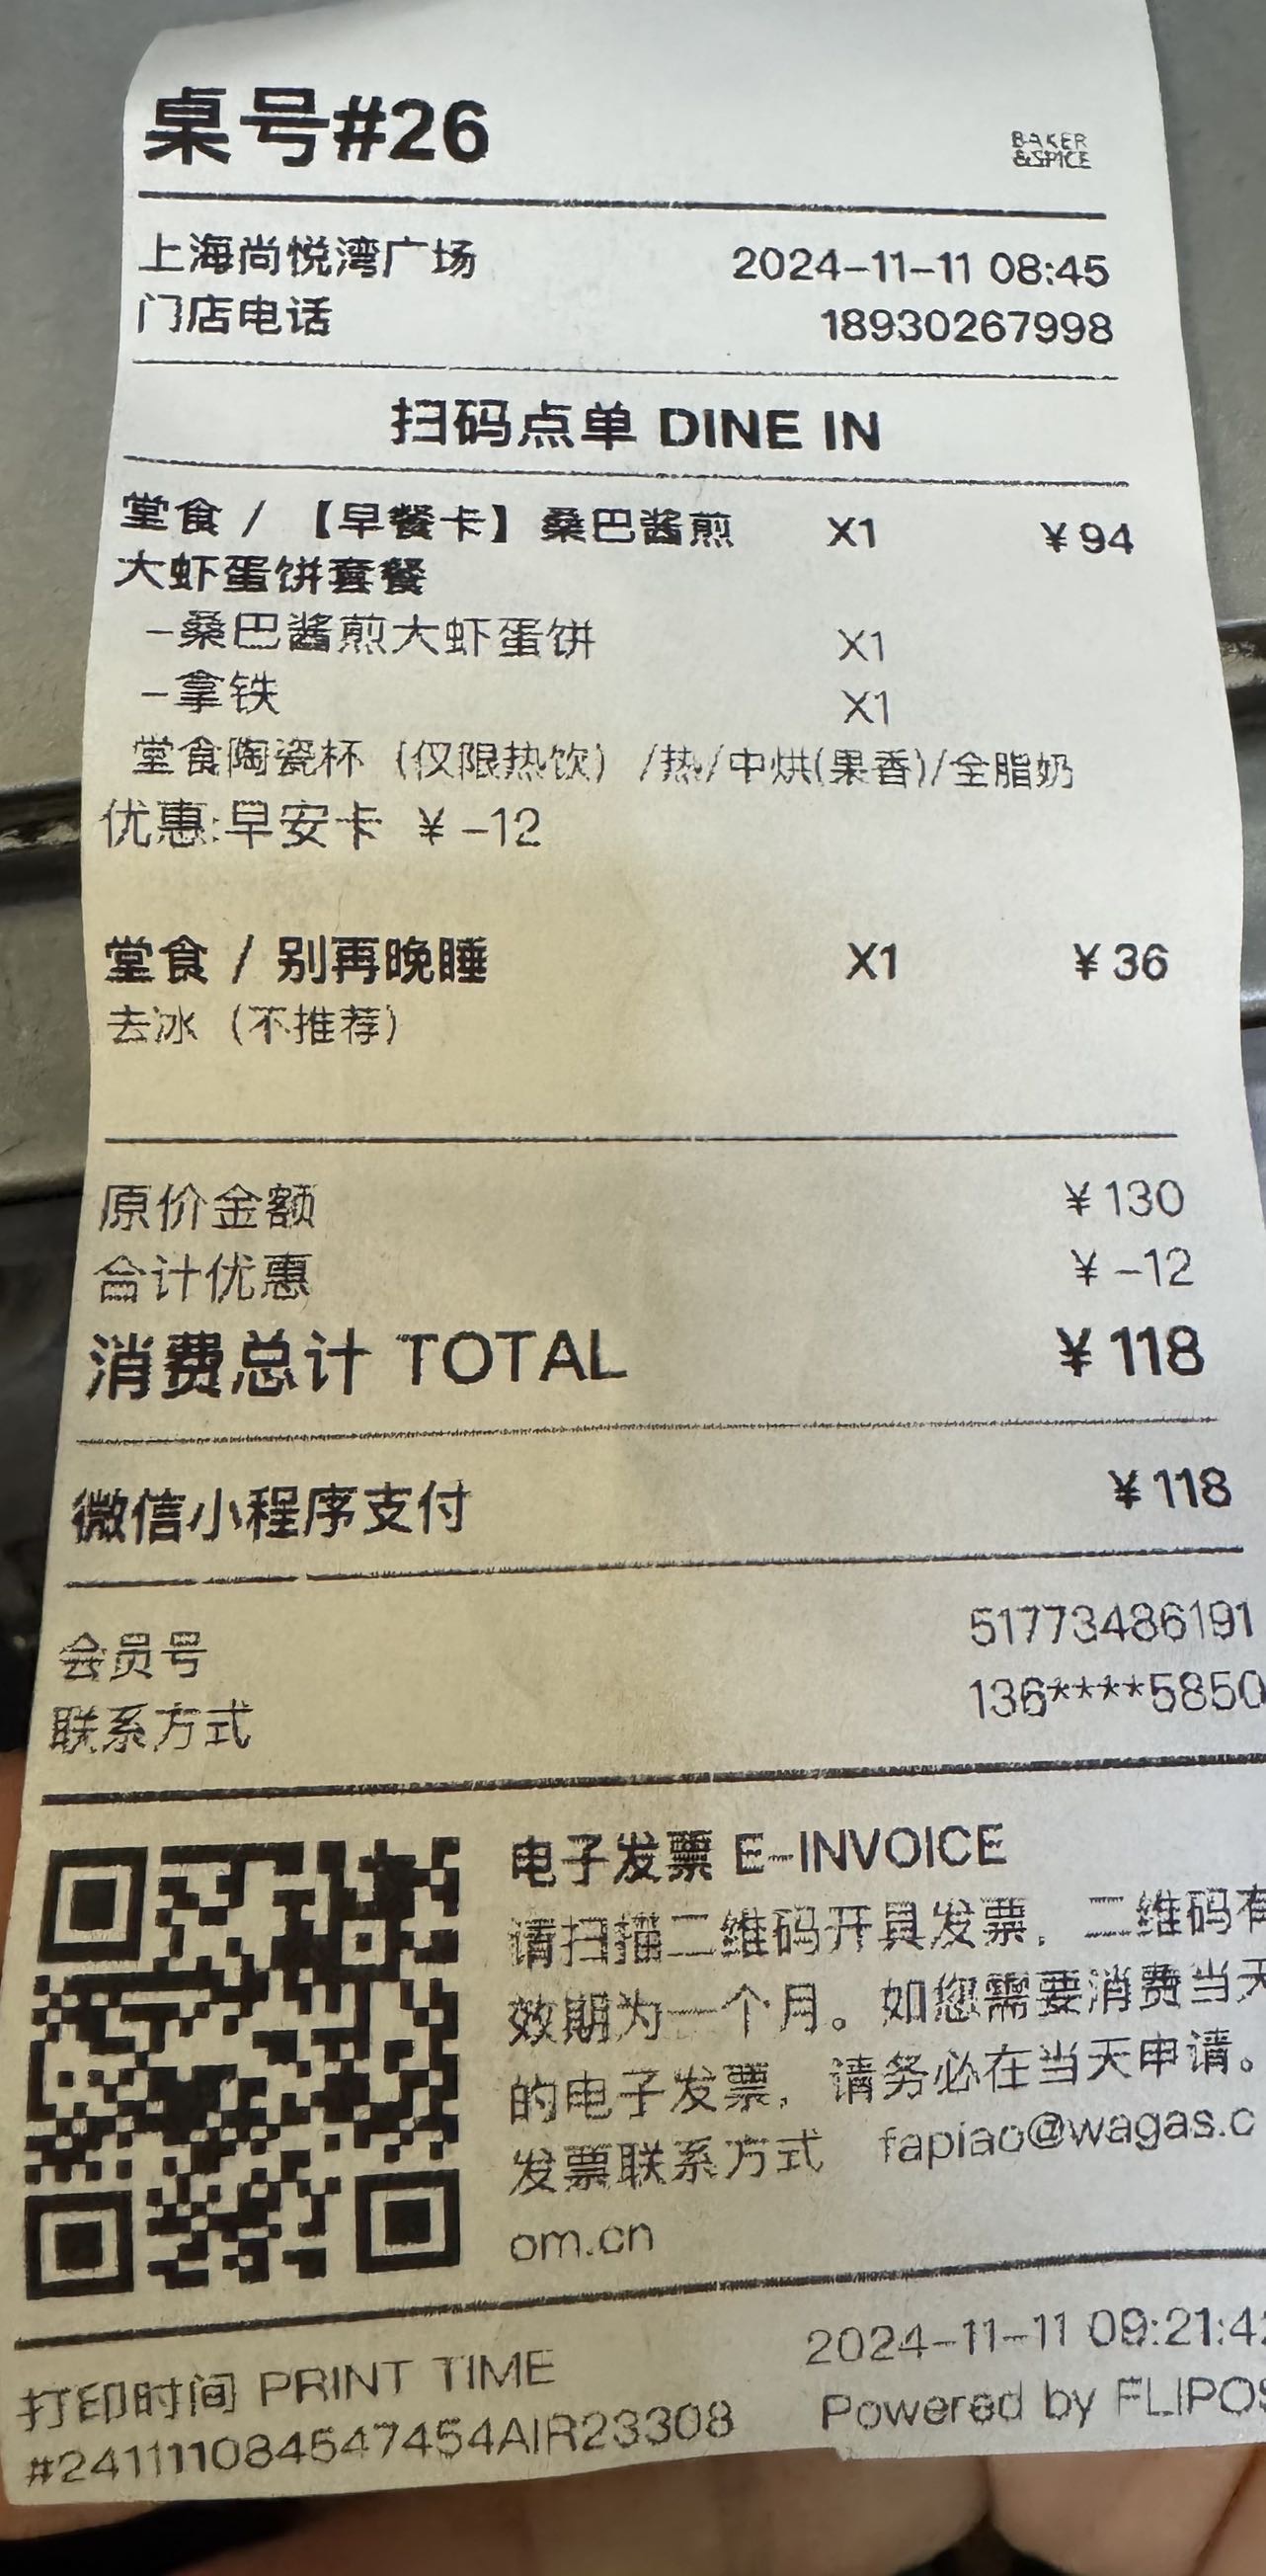 桌号#26
BAKER
&SPICE
上海尚悦湾广场 2024-11-11 08:45
门店电话 18930267998
扫码点单 DINE IN
堂食 / 【早餐卡】桑巴酱煎 X1 ¥94
大虾蛋饼套餐
-桑巴酱煎大虾蛋饼 X1
-拿铁 X1
堂食陶瓷杯（仅限热饮）/热/中烘(果香)/全脂奶
优惠:早安卡 ¥-12
堂食 / 别再晚睡 X1 ¥36
去冰（不推荐）
原价金额 ¥130
合计优惠 ¥-12
消费总计 TOTAL ¥118
微信小程序支付 ¥118
会员号 51773486191
联系方式 136****5850
电子发票 E-INVOICE
请扫描二维码开具发票，二维码有
效期为一个月。如您需要消费当天
的电子发票，请务必在当天申请。
发票联系方式 fapiao@wagas.c
om.cn
打印时间 PRINT TIME 2024-11-11 09:21:42
#241111084547454AIR23308 Powered by FLIPOS